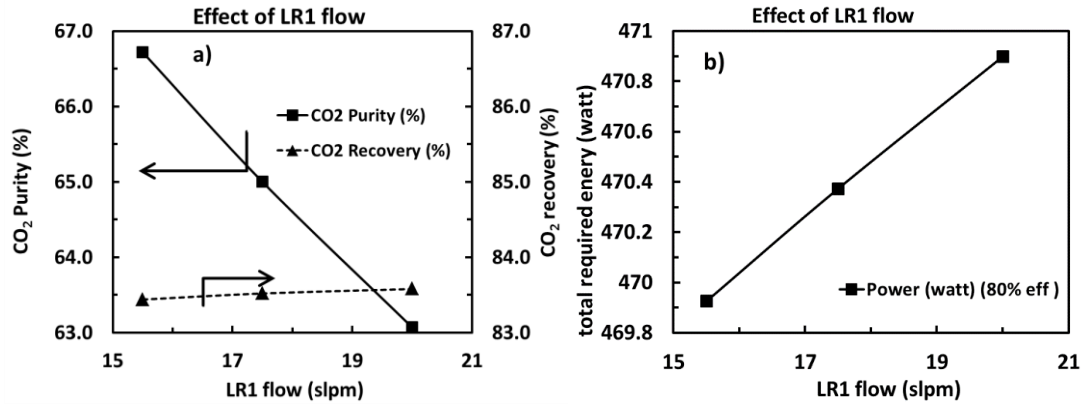 Effect of LR1 flow
a)
67.0
66.0
65.0
64.0
63.0
CO2 Purity (%)
CO2 Purity (%)
CO2 Recovery (%)
87.0
86.0
85.0
84.0
83.0
CO2 recovery (%)
15
17
19
21
LR1 flow (slpm)
Effect of LR1 flow
b)
471
470.8
470.6
470.4
470.2
470
469.8
total required enery (watt)
Power (watt) (80% eff )
15
17
19
21
LR1 flow (slpm)